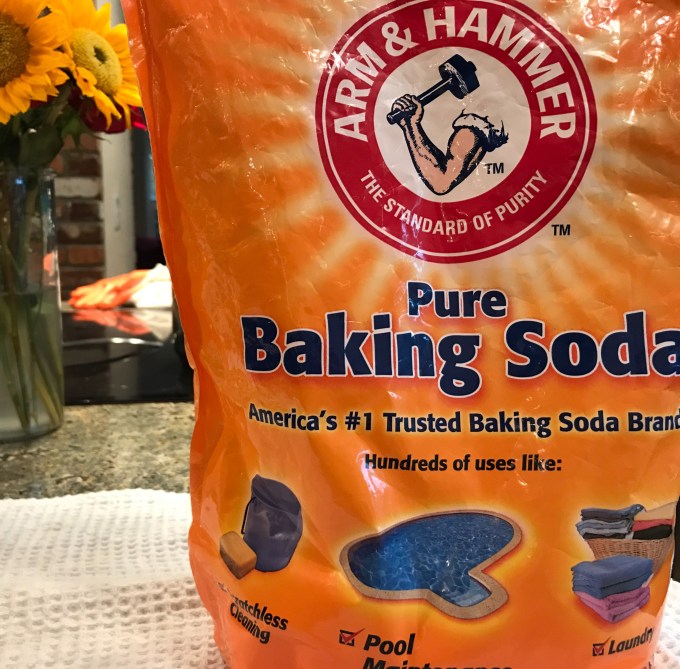 ARM & HAMMER
TM
THE STANDARD OF PURITY
TM
Pure
Baking Soda
America's #1 Trusted Baking Soda Brand
Hundreds of uses like:
Cleaning
Pool
Laundry